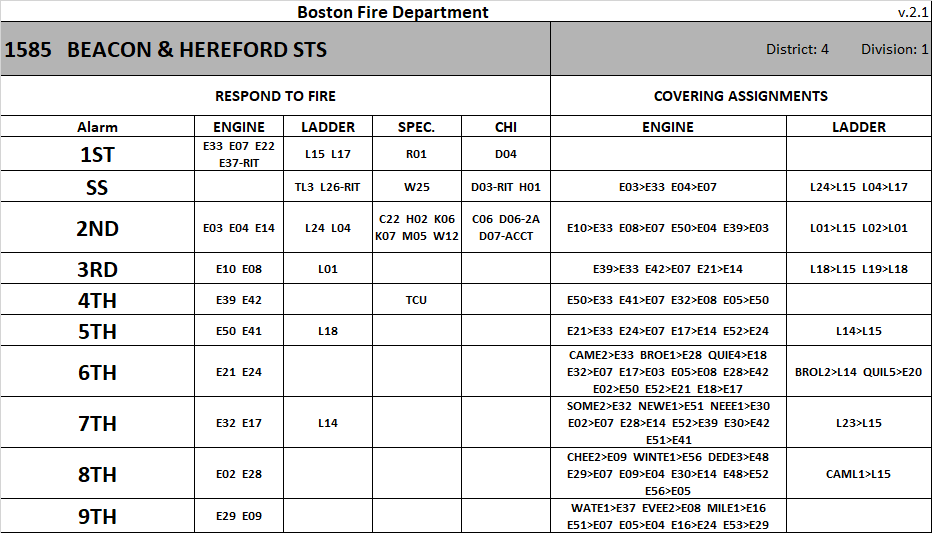 Boston Fire Department v.2.1
1585 BEACON & HEREFORD STS District: 4 Division: 1
RESPOND TO FIRE COVERING ASSIGNMENTS
Alarm ENGINE LADDER SPEC. CHI ENGINE LADDER
1ST
E33 E07 E22
E37-RIT
L15 L17
R01
D04
SS
TL3 L26-RIT
W25
D03-RIT H01
E03>E33 E04>E07
L24>L15 L04>L17
2ND
E03 E04 E14
L24 L04
C22 H02 K06
K07 M05 W12
C06 D06-2A
D07-ACCT
E10>E33 E08>E07 E50>E04 E39>E03
L01>L15 L02>L01
3RD
E10 E08
L01
E39>E33 E42>E07 E21>E14
L18>L15 L19>L18
4TH
E39 E42
TCU
E50>E33 E41>E07 E32>E08 E05>E50
5TH
E50 E41
L18
E21>E33 E24>E07 E17>E14 E52>E24
L14>L15
6TH
E21 E24
CAME2>E33 BROE1>E28 QUIE4>E18
E32>E07 E17>E03 E05>E08 E28>E42
E02>E50 E52>E21 E18>E17
BROL2>L14 QUIL5>E20
7TH
E32 E17
L14
SOME2>E32 NEWE1>E51 NEEE1>E30
E02>E07 E28>E14 E52>E39 E30>E42
E51>E41
L23>L15
8TH
E02 E28
CHEE2>E09 WINTE1>E56 DEDE3>E48
E29>E07 E09>E04 E30>E14 E48>E52
E56>E05
CAML1>L15
9TH
E29 E09
WATE1>E37 EVEE2>E08 MILE1>E16
E51>E07 E05>E04 E16>E24 E53>E29